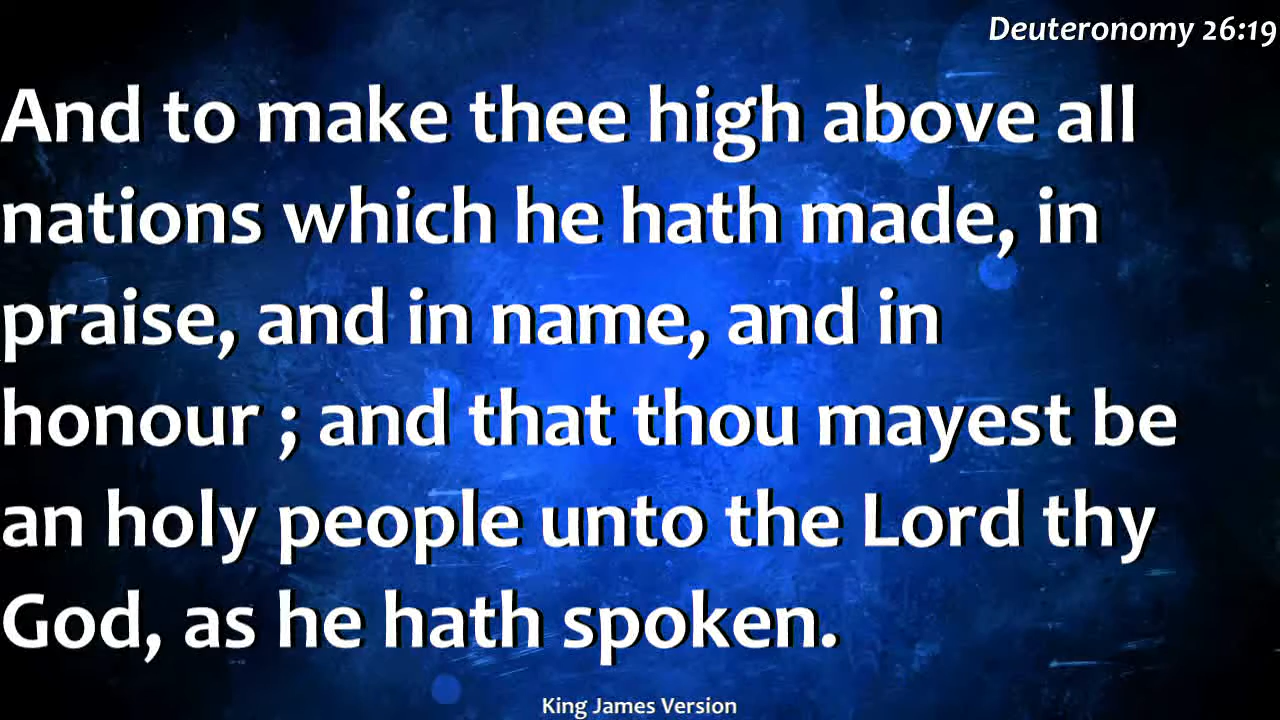 Deuteronomy 26:19
And to make thee high above all
nations which he hath made, in
praise, and in name, and in
honour ; and that thou mayest be
an holy people unto the Lord thy
God, as he hath spoken.
King James Version